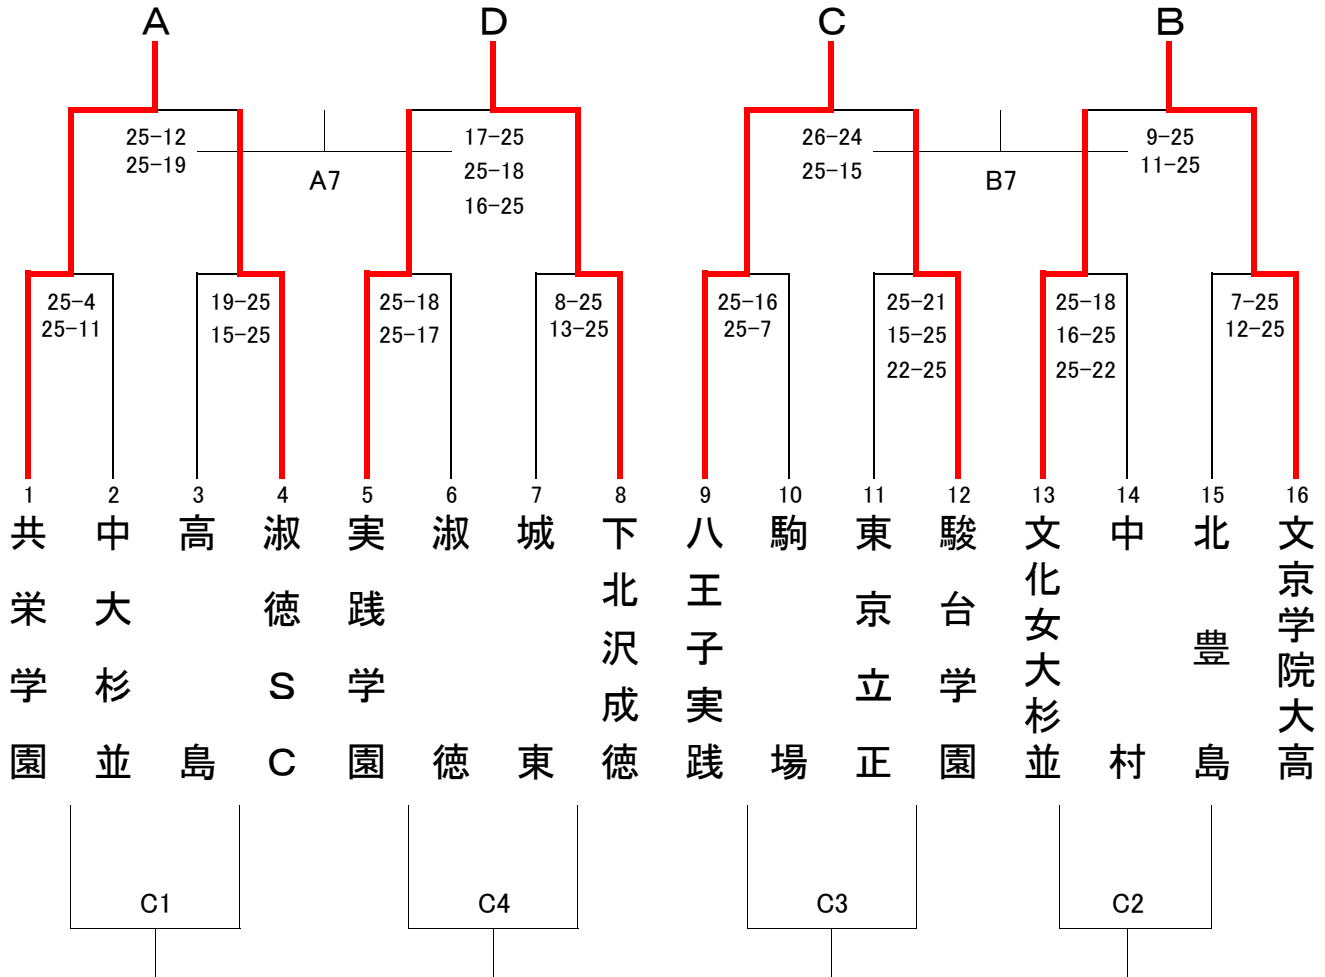 A D C B
25-12 17-25 26-24 9-25
25-19 25-18 25-15 11-25
A7 16-25 B7
25-4 19-25 25-18 8-25 25-16 25-21 25-18 7-25
25-11 15-25 25-17 13-25 25-7 15-25 16-25 12-25
22-25 25-22
1 2 3 4 5 6 7 8 9 10 11 12 13 14 15 16
共栄学園
中大杉並
高島
淑徳SC
実践学園
淑徳
城東
下北沢成徳
八王子実践
駒場
東京立正
駿台学園
文化女大杉並
中村
北豊島
文京学院大高
C1 C4 C3 C2